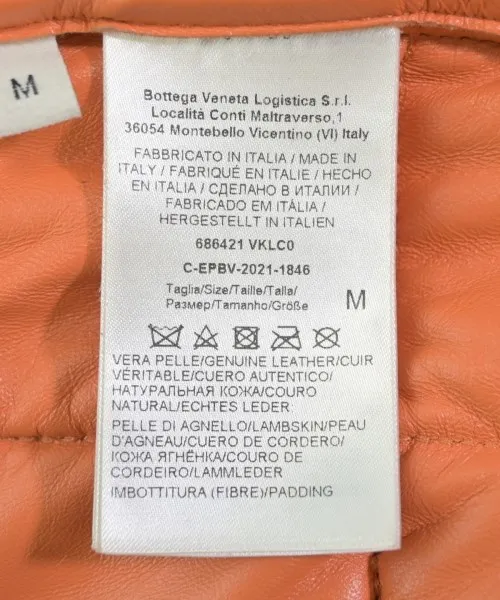 M
Bottega Veneta Logistica S.r.l.
Località Conti Maltraverso,1
36054 Montebello Vicentino (VI) Italy
FABBRICATO IN ITALIA / MADE IN
ITALY / FABRIQUÉ EN ITALIE / HECHO
EN ITALIA / СДЕЛАНО В ИТАЛИИ /
FABRICADO EM ITÁLIA /
HERGESTELLT IN ITALIEN
686421 VKLC0
C-EPBV-2021-1846
Taglia/Size/Taille/Talla/
Размер/Tamanho/Größe M
VERA PELLE/GENUINE LEATHER/CUIR
VÉRITABLE/CUERO AUTENTICO/
НАТУРАЛЬНАЯ КОЖА/COURO
NATURAL/ECHTES LEDER
PELLE DI AGNELLO/LAMBSKIN/PEAU
D'AGNEAU/CUERO DE CORDERO/
КОЖА ЯГНЁНКА/COURO DE
CORDEIRO/LAMMLEDER
IMBOTTITURA (FIBRE)/PADDING